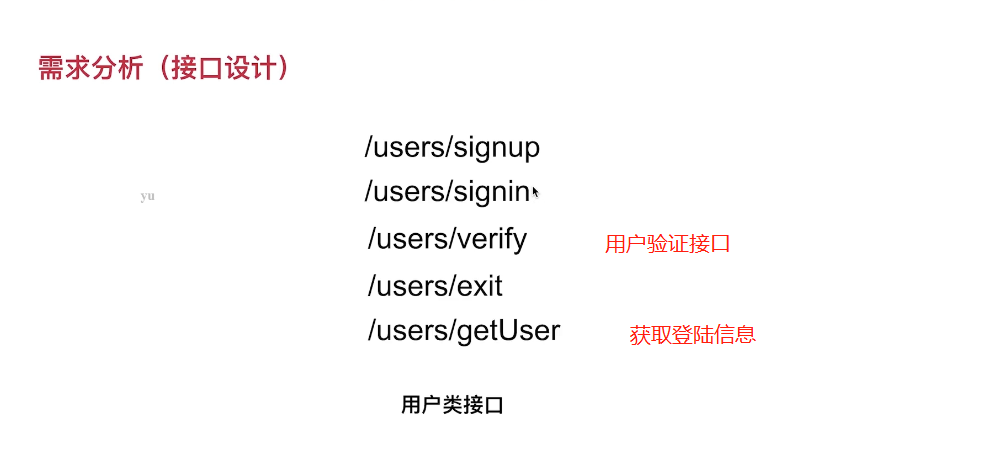 需求分析（接口设计）
/users/signup
/users/signin
yu
/users/verify 用户验证接口
/users/exit
/users/getUser 获取登陆信息
用户类接口